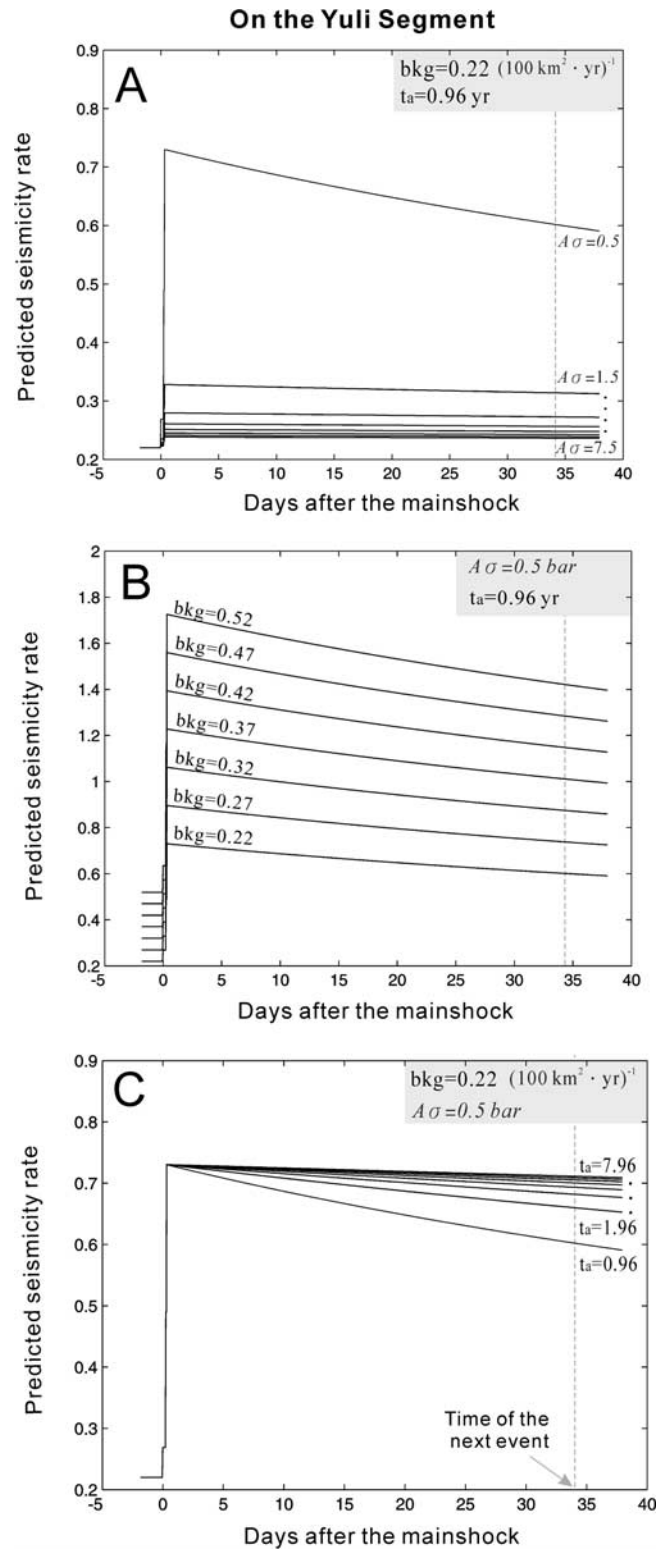 On the Yuli Segment
A
bkg=0.22 (100 km² · yr)⁻¹
ta=0.96 yr
Predicted seismicity rate
0.9
0.8
0.7
0.6
0.5
0.4
0.3
0.2
Aσ=0.5
Aσ=1.5
Aσ=7.5
-5 0 5 10 15 20 25 30 35 40
Days after the mainshock
B
Aσ=0.5 bar
ta=0.96 yr
Predicted seismicity rate
2
1.8
1.6
1.4
1.2
1
0.8
0.6
0.4
0.2
bkg=0.52
bkg=0.47
bkg=0.42
bkg=0.37
bkg=0.32
bkg=0.27
bkg=0.22
-5 0 5 10 15 20 25 30 35 40
Days after the mainshock
C
bkg=0.22 (100 km² · yr)⁻¹
Aσ=0.5 bar
Predicted seismicity rate
0.9
0.8
0.7
0.6
0.5
0.4
0.3
0.2
ta=7.96
ta=1.96
ta=0.96
Time of the
next event
-5 0 5 10 15 20 25 30 35 40
Days after the mainshock